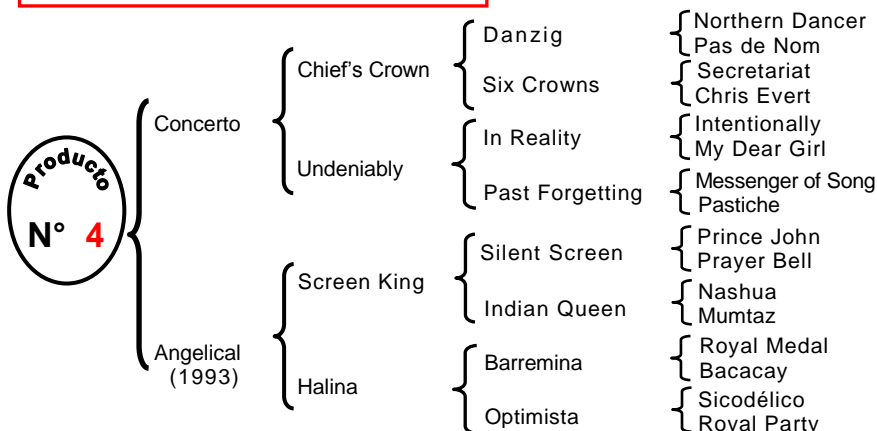 Producto
N° 4
Concerto
Angelical
(1993)
Chief's Crown
Undeniably
Screen King
Halina
Danzig
Six Crowns
In Reality
Past Forgetting
Silent Screen
Indian Queen
Barremina
Optimista
Northern Dancer
Pas de Nom
Secretariat
Chris Evert
Intentionally
My Dear Girl
Messenger of Song
Pastiche
Prince John
Prayer Bell
Nashua
Mumtaz
Royal Medal
Bacacay
Sicodélico
Royal Party